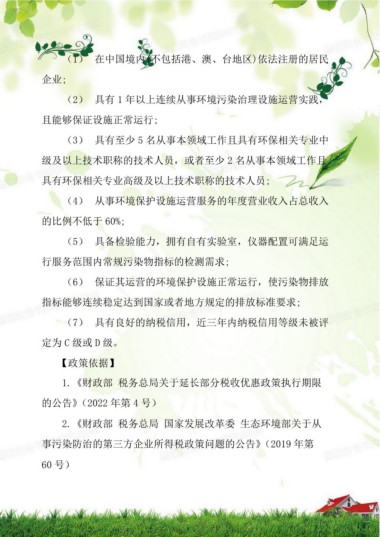 （1） 在中国境内(不包括港、澳、台地区)依法注册的居民
企业;
（2） 具有 1 年以上连续从事环境污染治理设施运营实践,
且能够保证设施正常运行;
（3） 具有至少 5 名从事本领域工作且具有环保相关专业中
级及以上技术职称的技术人员，或者至少 2 名从事本领域工作且
具有环保相关专业高级及以上技术职称的技术人员;
（4） 从事环境保护设施运营服务的年度营业收入占总收入
的比例不低于 60%;
（5） 具备检验能力，拥有自有实验室，仪器配置可满足运
行服务范围内常规污染物指标的检测需求;
（6） 保证其运营的环境保护设施正常运行，使污染物排放
指标能够连续稳定达到国家或者地方规定的排放标准要求;
（7） 具有良好的纳税信用，近三年内纳税信用等级未被评
定为 C 级或 D 级。
【政策依据】
1.《财政部 税务总局关于延长部分税收优惠政策执行期限
的公告》（2022 年第 4 号）
2.《财政部 税务总局 国家发展改革委 生态环境部关于从
事污染防治的第三方企业所得税政策问题的公告》（2019 年第
60 号）